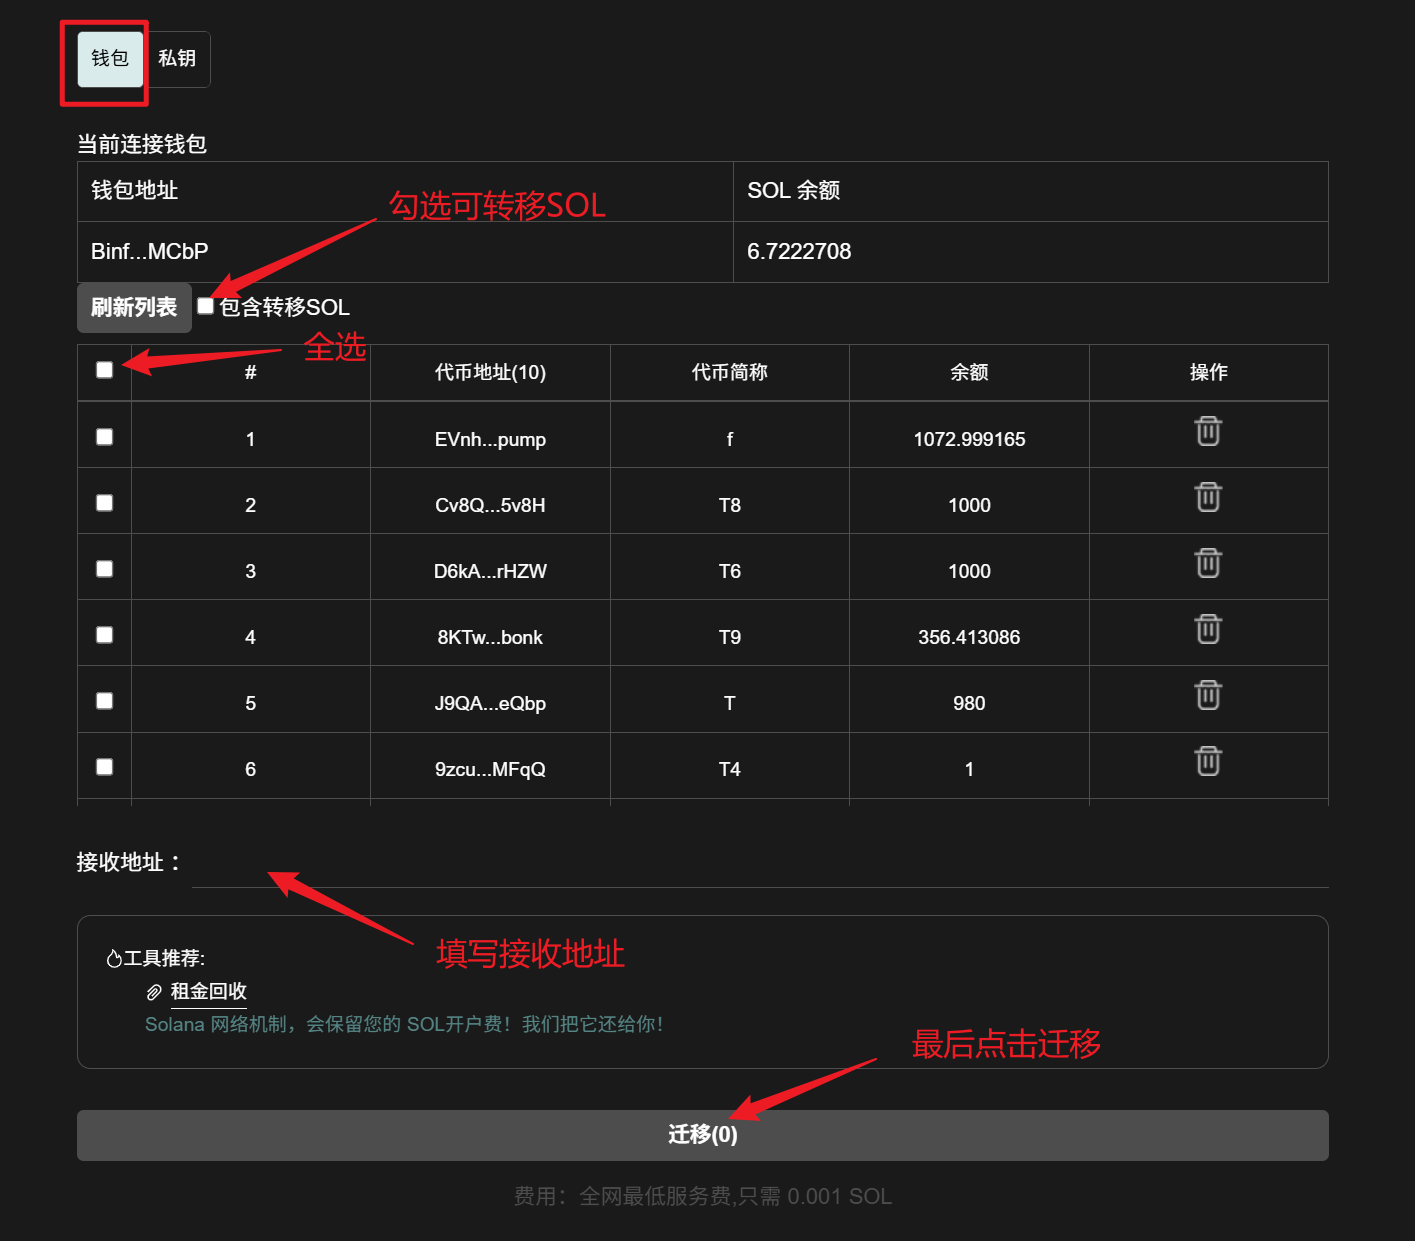 钱包 私钥
当前连接钱包
钱包地址 SOL 余额
勾选可转移SOL
Binf...MCbP 6.7222708
刷新列表 包含转移SOL
全选
# 代币地址(10) 代币简称 余额 操作
1 EVnh...pump f 1072.999165
2 Cv8Q...5v8H T8 1000
3 D6kA...rHZW T6 1000
4 8KTw...bonk T9 356.413086
5 J9QA...eQbp T 980
6 9zcu...MFqQ T4 1
接收地址：
填写接收地址
工具推荐:
租金回收
Solana 网络机制，会保留您的 SOL开户费！我们把它还给你！
最后点击迁移
迁移(0)
费用：全网最低服务费,只需 0.001 SOL